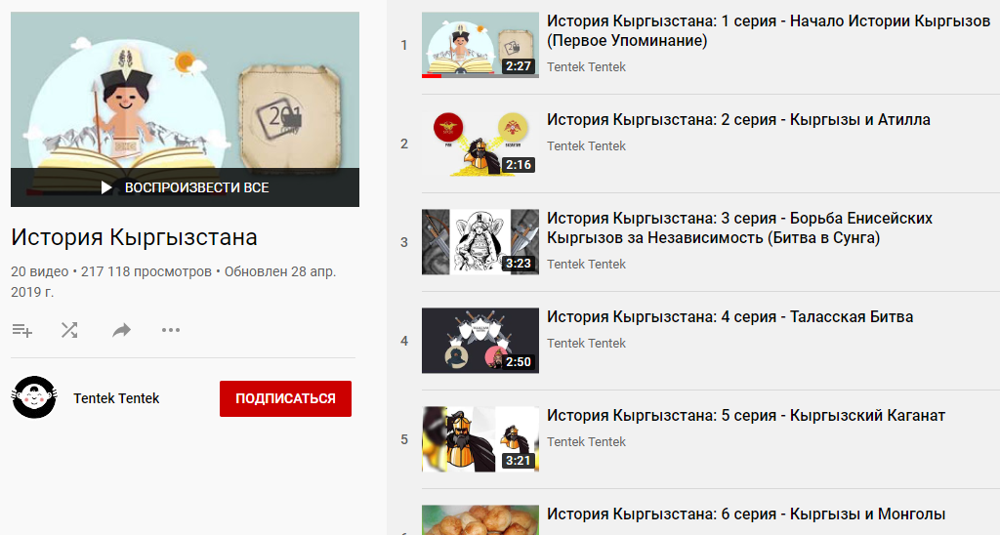 ВОСПРОИЗВЕСТИ ВСЕ
История Кыргызстана
20 видео • 217 118 просмотров • Обновлен 28 апр.
2019 г.
Tentek Tentek
ПОДПИСАТЬСЯ
1
2:27
История Кыргызстана: 1 серия - Начало Истории Кыргызов
(Первое Упоминание)
Tentek Tentek
2
2:16
История Кыргызстана: 2 серия - Кыргызы и Атилла
Tentek Tentek
3
3:23
История Кыргызстана: 3 серия - Борьба Енисейских
Кыргызов за Независимость (Битва в Сунга)
Tentek Tentek
4
2:50
История Кыргызстана: 4 серия - Таласская Битва
Tentek Tentek
5
3:21
История Кыргызстана: 5 серия - Кыргызский Каганат
Tentek Tentek
История Кыргызстана: 6 серия - Кыргызы и Монголы